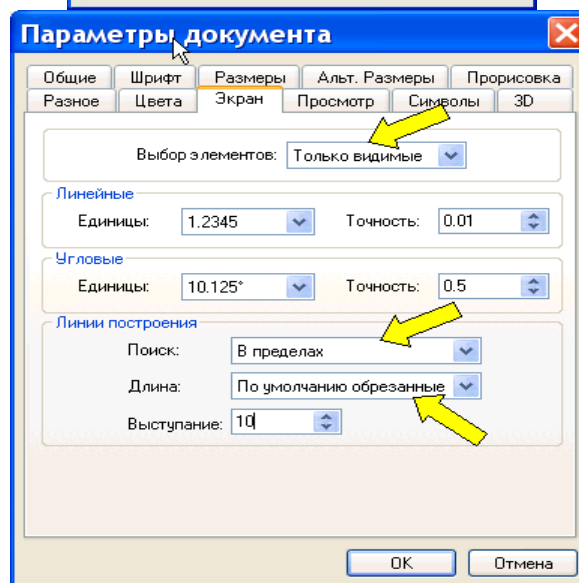 Параметры документа
Общие Шрифт Размеры Альт. Размеры Прорисовка
Разное Цвета Экран Просмотр Символы 3D
Выбор элементов: Только видимые
Линейные
Единицы: 1.2345 Точность: 0.01
Угловые
Единицы: 10.125° Точность: 0.5
Линии построения
Поиск: В пределах
Длина: По умолчанию обрезанные
Выступание: 10
OK Отмена